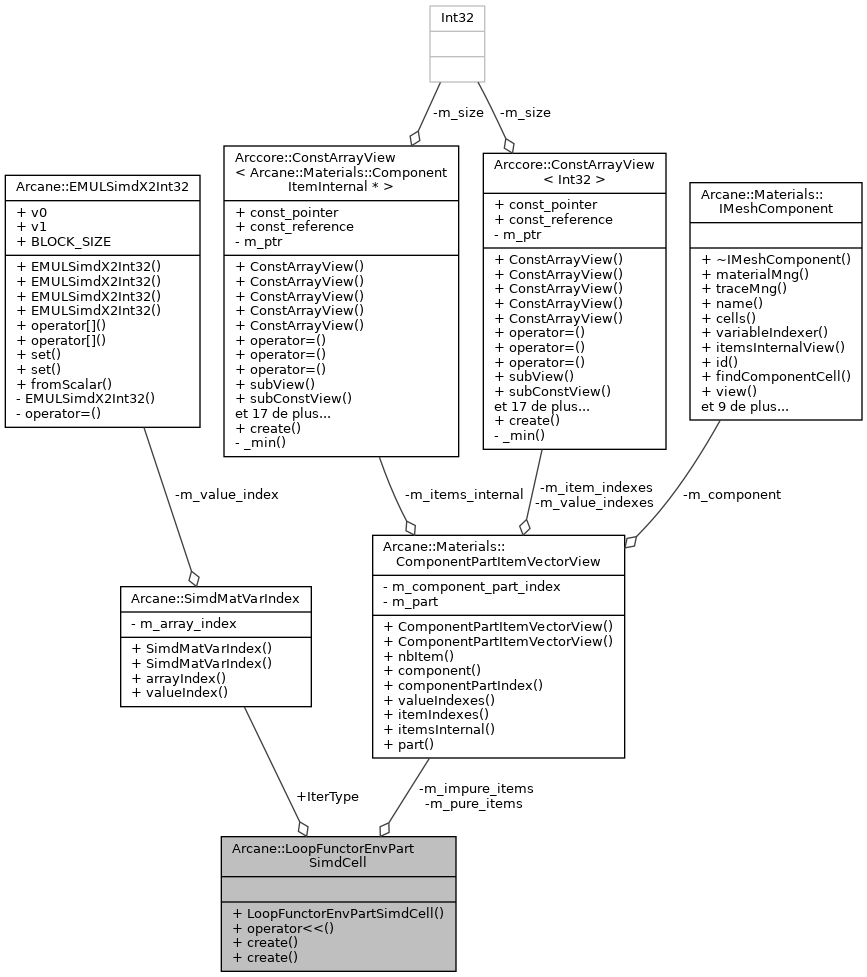 Int32
-m_size
-m_size
Arcane::EMULSimdX2Int32
+ v0
+ v1
+ BLOCK_SIZE
+ EMULSimdX2Int32()
+ EMULSimdX2Int32()
+ EMULSimdX2Int32()
+ EMULSimdX2Int32()
+ operator[]()
+ operator[]()
+ set()
+ set()
+ fromScalar()
- EMULSimdX2Int32()
- operator=()
Arccore::ConstArrayView
< Arcane::Materials::Component
ItemInternal * >
+ const_pointer
+ const_reference
- m_ptr
+ ConstArrayView()
+ ConstArrayView()
+ ConstArrayView()
+ ConstArrayView()
+ ConstArrayView()
+ operator=()
+ operator=()
+ operator=()
+ subView()
+ subConstView()
et 17 de plus...
+ create()
- _min()
Arccore::ConstArrayView
< Int32 >
+ const_pointer
+ const_reference
- m_ptr
+ ConstArrayView()
+ ConstArrayView()
+ ConstArrayView()
+ ConstArrayView()
+ ConstArrayView()
+ operator=()
+ operator=()
+ operator=()
+ subView()
+ subConstView()
et 17 de plus...
+ create()
- _min()
Arcane::Materials::
IMeshComponent
+ ~IMeshComponent()
+ materialMng()
+ traceMng()
+ name()
+ cells()
+ variableIndexer()
+ itemsInternalView()
+ id()
+ findComponentCell()
+ view()
et 9 de plus...
-m_value_index
-m_items_internal
-m_item_indexes
-m_value_indexes
-m_component
Arcane::SimdMatVarIndex
- m_array_index
+ SimdMatVarIndex()
+ SimdMatVarIndex()
+ arrayIndex()
+ valueIndex()
Arcane::Materials::
ComponentPartItemVectorView
- m_component_part_index
- m_part
+ ComponentPartItemVectorView()
+ ComponentPartItemVectorView()
+ nbItem()
+ component()
+ componentPartIndex()
+ valueIndexes()
+ itemIndexes()
+ itemsInternal()
+ part()
+IterType
-m_impure_items
-m_pure_items
Arcane::LoopFunctorEnvPart
SimdCell
+ LoopFunctorEnvPartSimdCell()
+ operator<<()
+ create()
+ create()